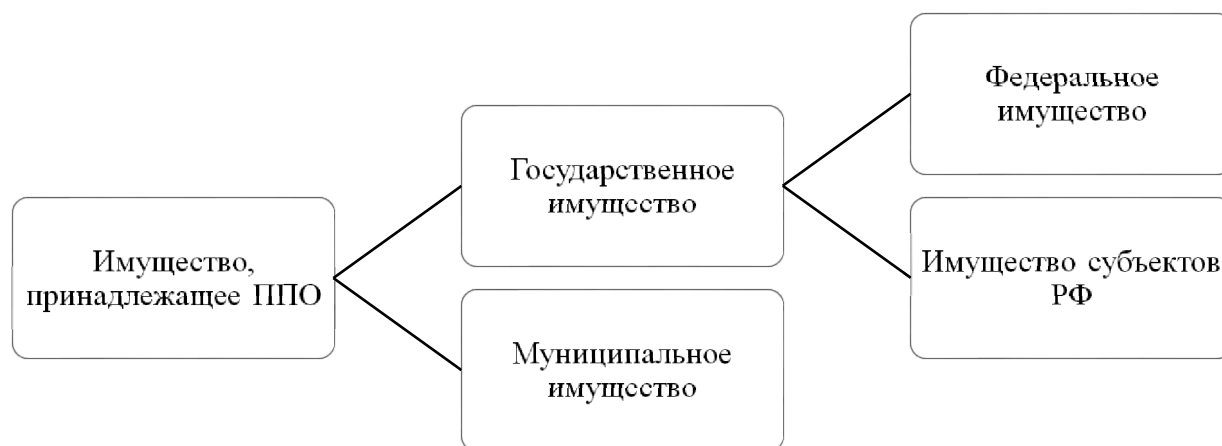 Имущество,
принадлежащее ППО
Государственное
имущество
Муниципальное
имущество
Федеральное
имущество
Имущество субъектов
РФ